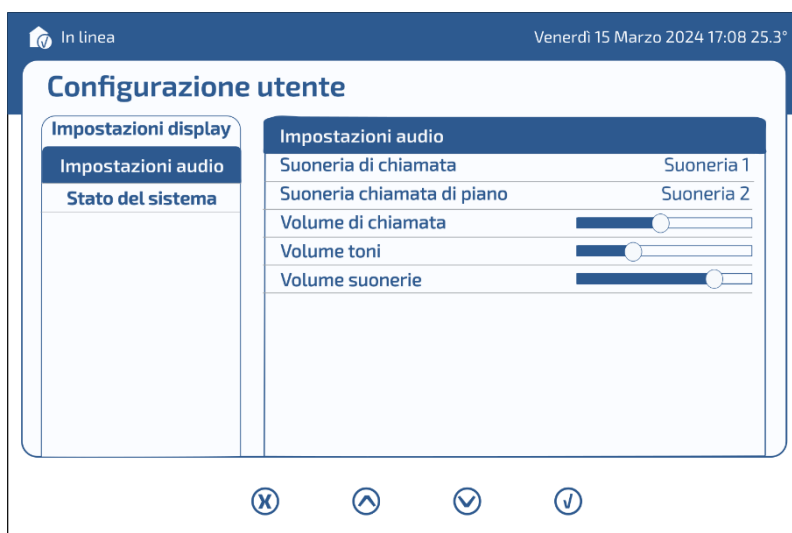 In linea
Venerdì 15 Marzo 2024 17:08 25.3°
Configurazione utente
Impostazioni display
Impostazioni audio
Stato del sistema
Impostazioni audio
Suoneria di chiamata Suoneria 1
Suoneria chiamata di piano Suoneria 2
Volume di chiamata
Volume toni
Volume suonerie